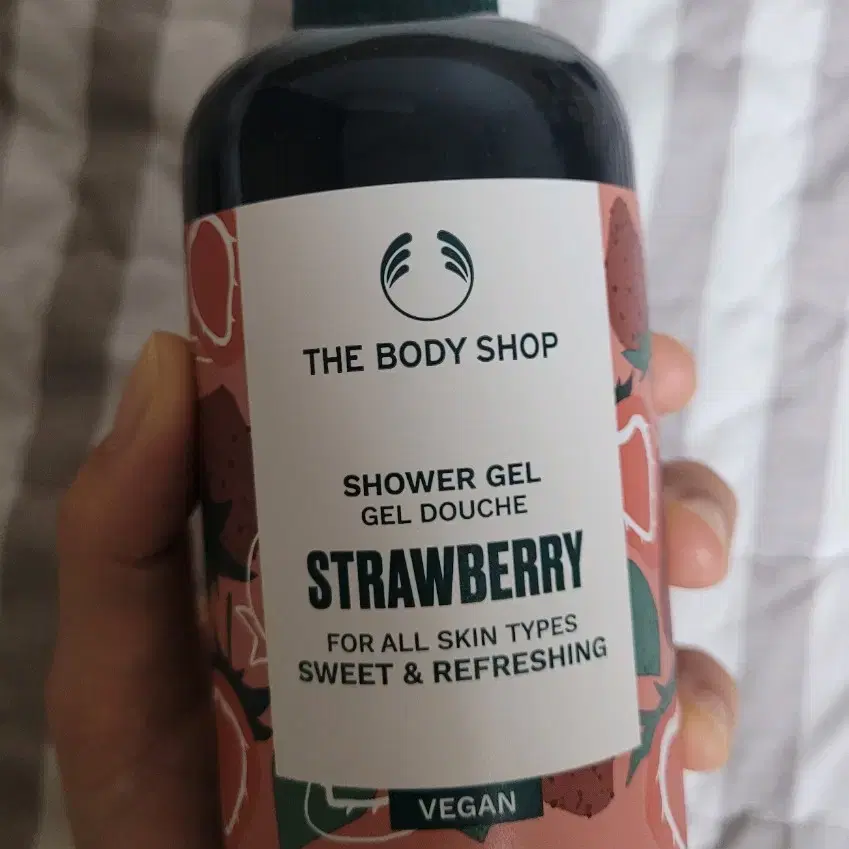 THE BODY SHOP
SHOWER GEL
GEL DOUCHE
STRAWBERRY
FOR ALL SKIN TYPES
SWEET & REFRESHING
VEGAN